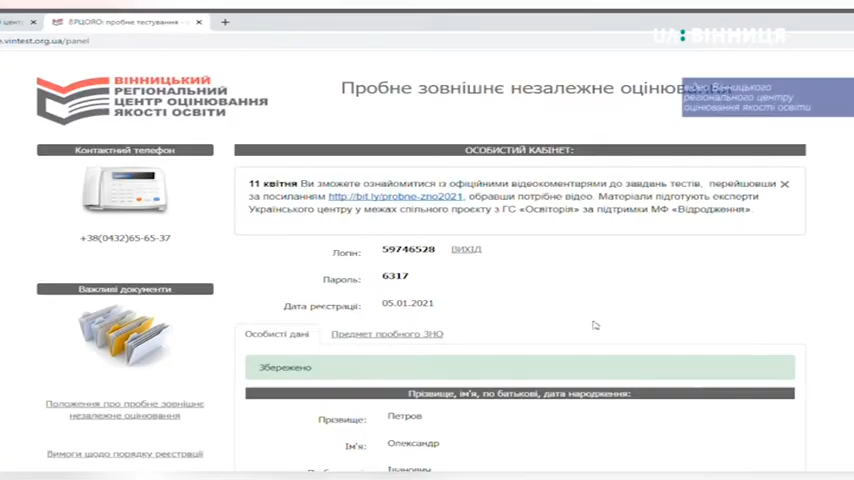 ВРЦОЯО: пробне тестування -
.vintest.org.ua/panel
UA: ВІННИЦЯ
ВІННИЦЬКИЙ
РЕГІОНАЛЬНИЙ
ЦЕНТР ОЦІНЮВАННЯ
ЯКОСТІ ОСВІТИ
Пробне зовнішнє незалежне
відео Вінницького
регіонального центру
оцінювання якості освіти
Контактний телефон
+38(0432)65-65-37
Важливі документи
Положення про пробне зовнішнє
незалежне оцінювання
Вимоги щодо порядку реєстрації
ОСОБИСТИЙ КАБІНЕТ:
11 квітня Ви зможете ознайомитися із офіційними відеокоментарями до завдань тестів, перейшовши
за посиланням http://bit.ly/probne-zno2021, обравши потрібне відео. Матеріали підготують експерти
Українського центру у межах спільного проєкту з ГС «Освіторія» за підтримки МФ «Відродження».
Логін: 59746528 ВИХІД
Пароль: 6317
Дата реєстрації: 05.01.2021
Особисті дані Предмет пробного ЗНО
Збережено
Прізвище, ім'я, по батькові, дата народження:
Прізвище: Петров
Ім'я: Олександр
Іванович